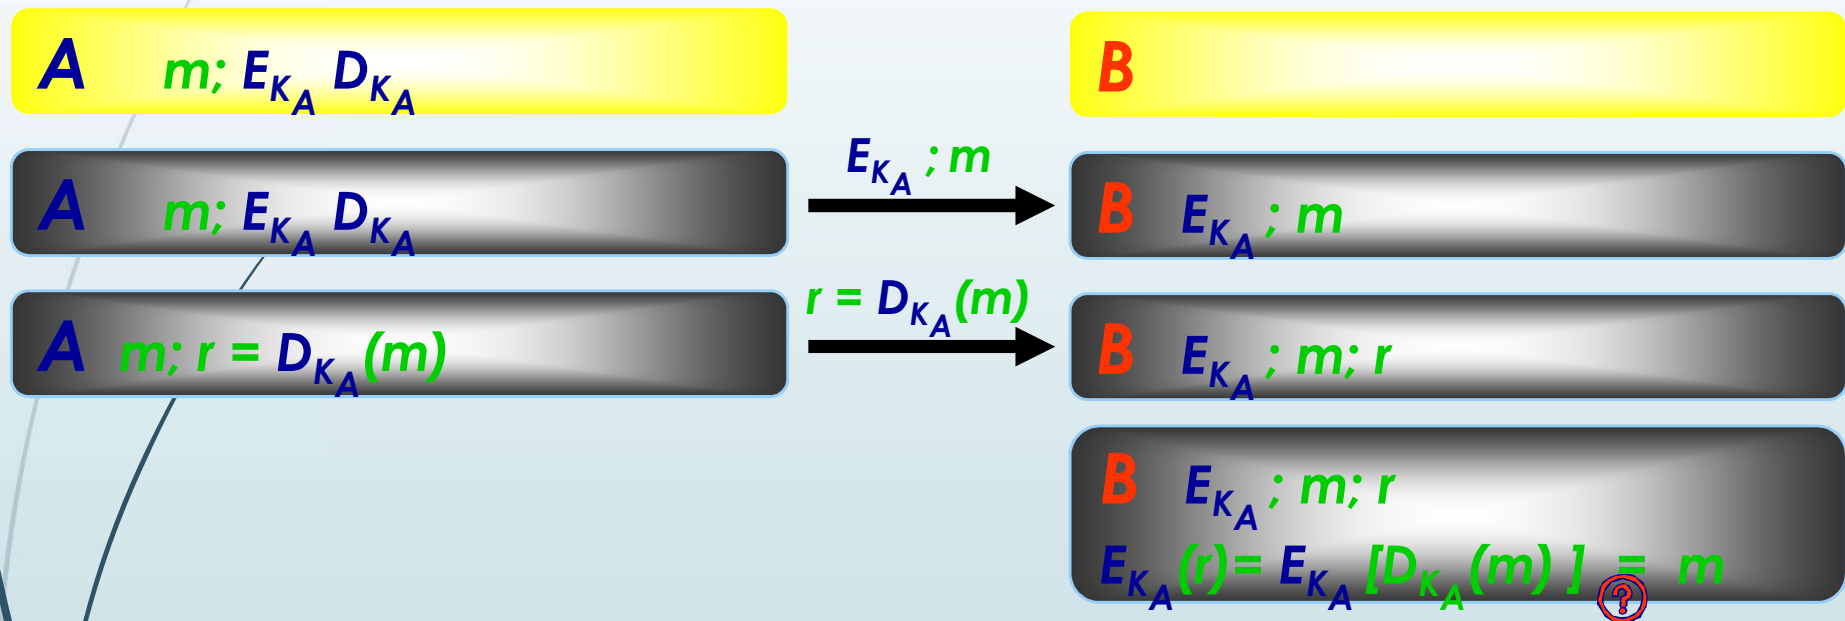 A m; E_{K_A} D_{K_A}
B
A m; E_{K_A} D_{K_A}
E_{K_A} ; m
B E_{K_A} ; m
A m; r = D_{K_A}(m)
r = D_{K_A}(m)
B E_{K_A} ; m; r
B E_{K_A} ; m; r
E_{K_A}(r)= E_{K_A} [D_{K_A}(m) ] = m
?